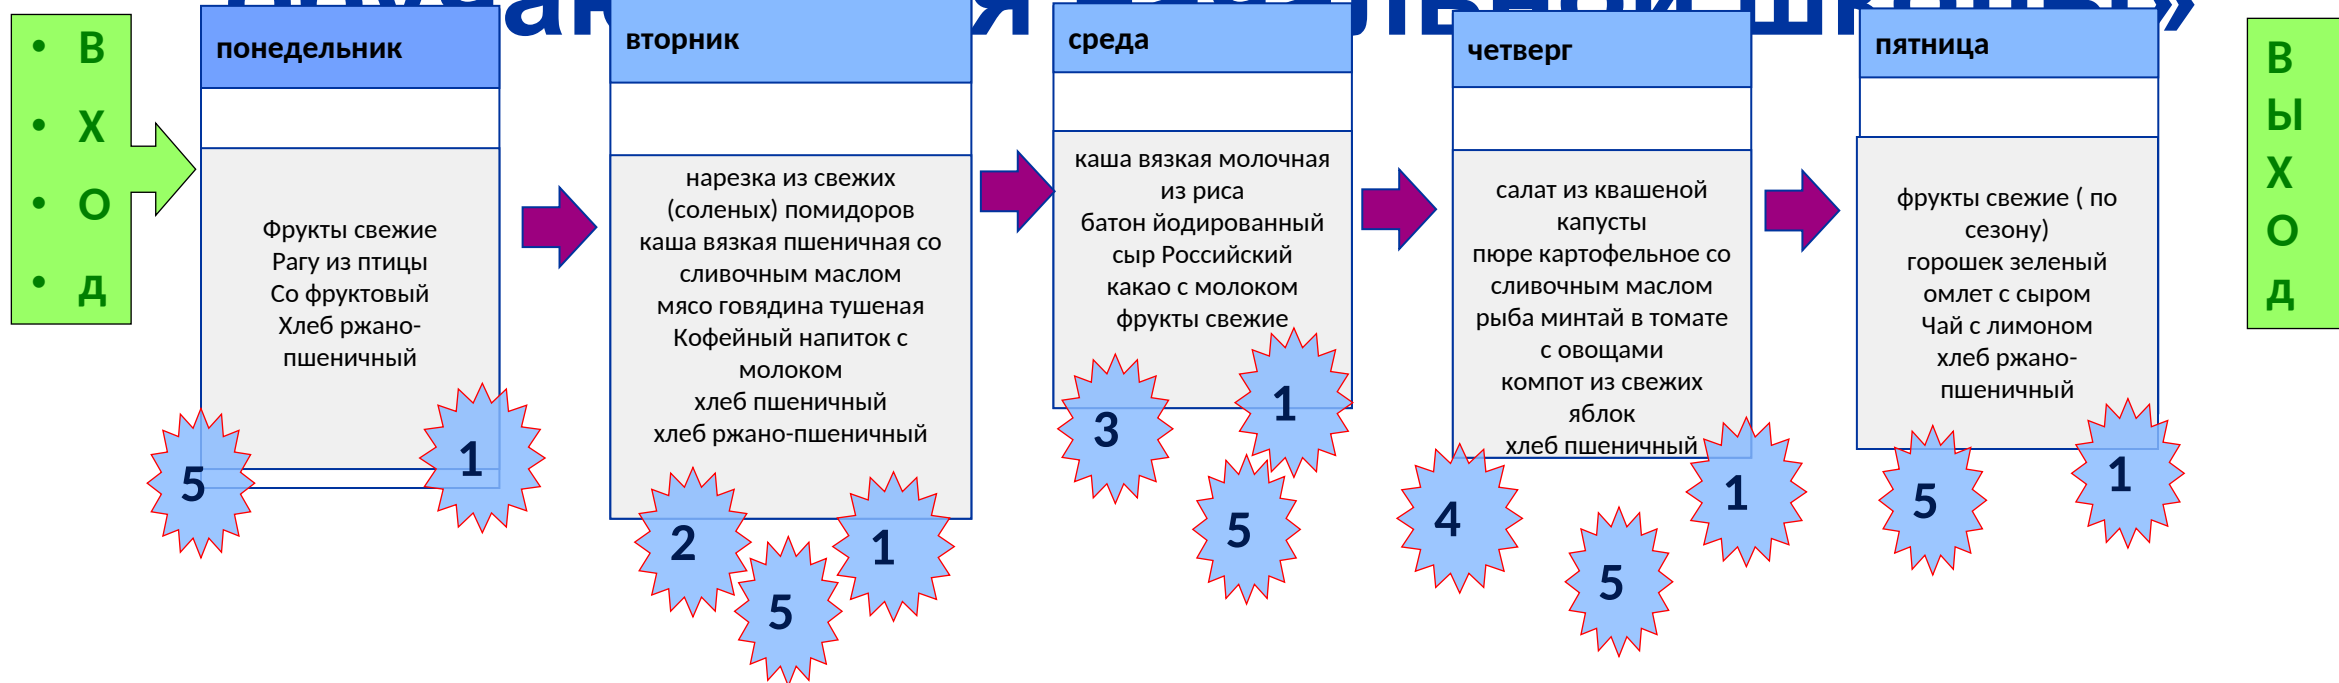 • В
• Х
• О
• д
понедельник
Фрукты свежие
Рагу из птицы
Со фруктовый
Хлеб ржано-
пшеничный
5
1
вторник
нарезка из свежих
(соленых) помидоров
каша вязкая пшеничная со
сливочным маслом
мясо говядина тушеная
Кофейный напиток с
молоком
хлеб пшеничный
хлеб ржано-пшеничный
2
1
5
среда
каша вязкая молочная
из риса
батон йодированный
сыр Российский
какао с молоком
фрукты свежие
3
1
5
четверг
салат из квашеной
капусты
пюре картофельное со
сливочным маслом
рыба минтай в томате
с овощами
компот из свежих
яблок
хлеб пшеничный
4
1
5
пятница
фрукты свежие ( по
сезону)
горошек зеленый
омлет с сыром
Чай с лимоном
хлеб ржано-
пшеничный
5
1
В
Ы
Х
О
д